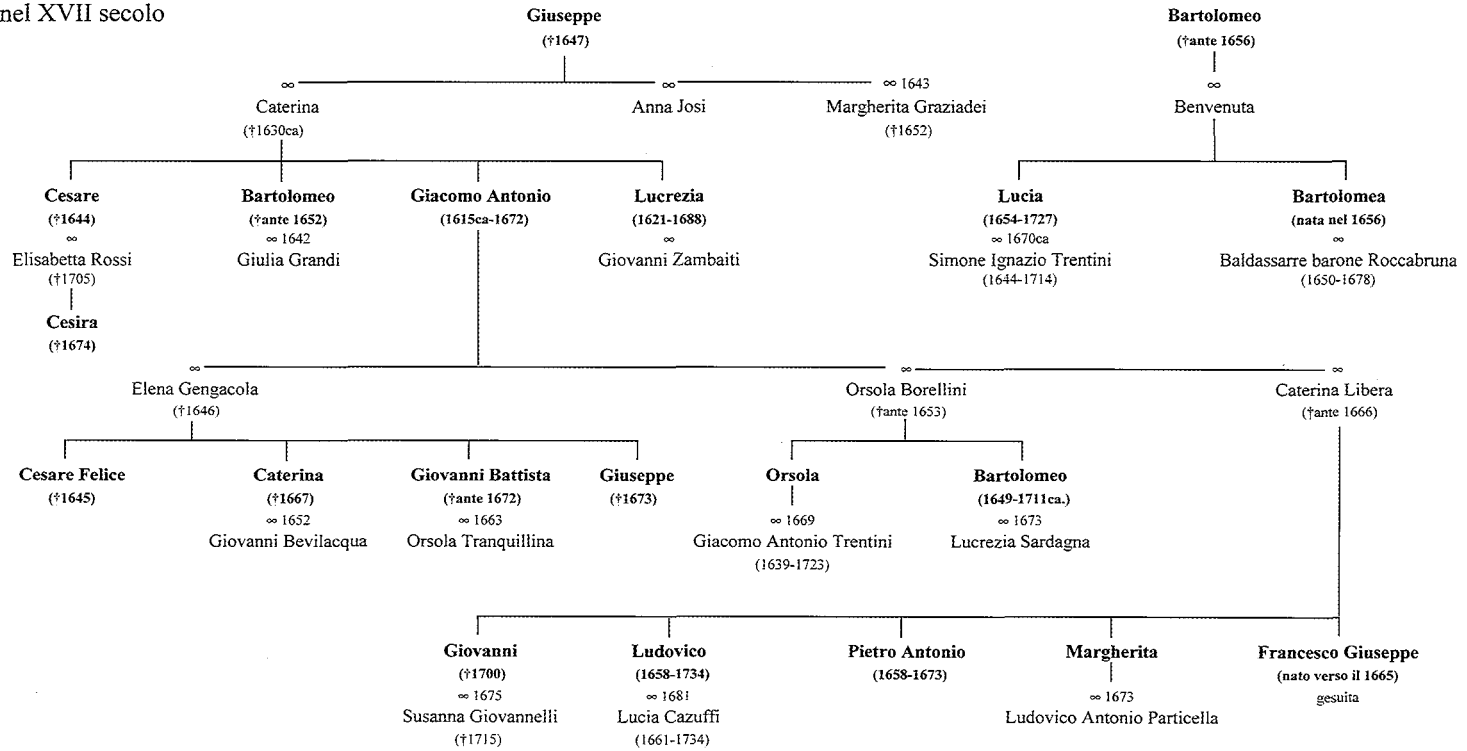 nel XVII secolo
Giuseppe
(†1647)
Bartolomeo
(†ante 1656)
∞
Caterina
(†1630ca)
∞
Anna Josi
∞ 1643
Margherita Graziadei
(†1652)
∞
Benvenuta
Cesare
(†1644)
∞
Elisabetta Rossi
(†1705)
Cesira
(†1674)
Bartolomeo
(†ante 1652)
∞ 1642
Giulia Grandi
Giacomo Antonio
(1615ca-1672)
Lucrezia
(1621-1688)
∞
Giovanni Zambaiti
Lucia
(1654-1727)
∞ 1670ca
Simone Ignazio Trentini
(1644-1714)
Bartolomea
(nata nel 1656)
∞
Baldassarre barone Roccabruna
(1650-1678)
∞
Elena Gengacola
(†1646)
∞
Orsola Borellini
(†ante 1653)
∞
Caterina Libera
(†ante 1666)
Cesare Felice
(†1645)
Caterina
(†1667)
∞ 1652
Giovanni Bevilacqua
Giovanni Battista
(†ante 1672)
∞ 1663
Orsola Tranquillina
Giuseppe
(†1673)
Orsola
∞ 1669
Giacomo Antonio Trentini
(1639-1723)
Bartolomeo
(1649-1711ca.)
∞ 1673
Lucrezia Sardagna
Giovanni
(†1700)
∞ 1675
Susanna Giovannelli
(†1715)
Ludovico
(1658-1734)
∞ 1681
Lucia Cazuffi
(1661-1734)
Pietro Antonio
(1658-1673)
Margherita
∞ 1673
Ludovico Antonio Particella
Francesco Giuseppe
(nato verso il 1665)
gesuita